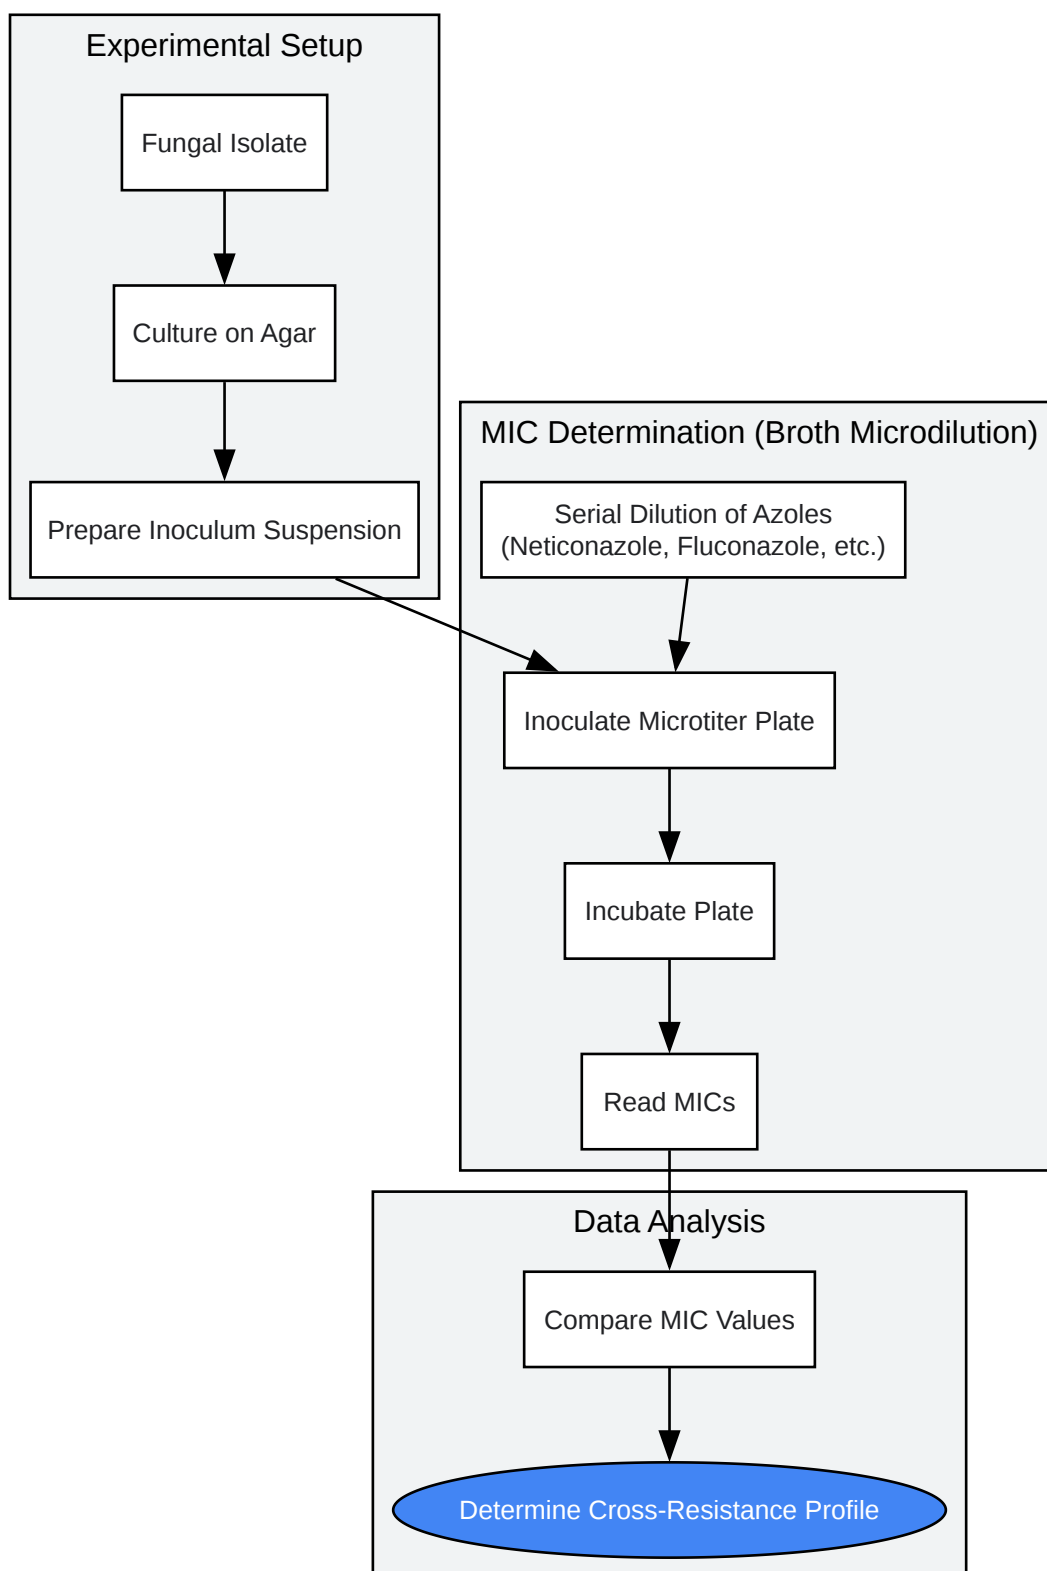 Experimental Setup
Fungal Isolate
Culture on Agar
Prepare Inoculum Suspension
MIC Determination (Broth Microdilution)
Serial Dilution of Azoles
(Neticonazole, Fluconazole, etc.)
Inoculate Microtiter Plate
Incubate Plate
Read MICs
Data Analysis
Compare MIC Values
Determine Cross-Resistance Profile